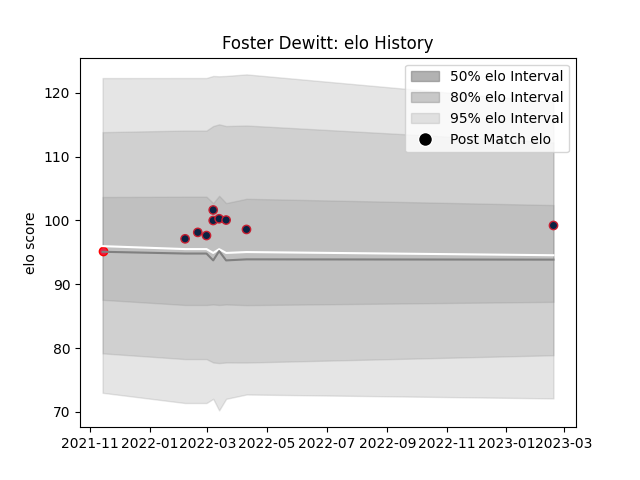 Foster Dewitt: elo History
50% elo Interval
80% elo Interval
95% elo Interval
Post Match elo
elo score
120
110
100
90
80
70
2021-11 2022-01 2022-03 2022-05 2022-07 2022-09 2022-11 2023-01 2023-03